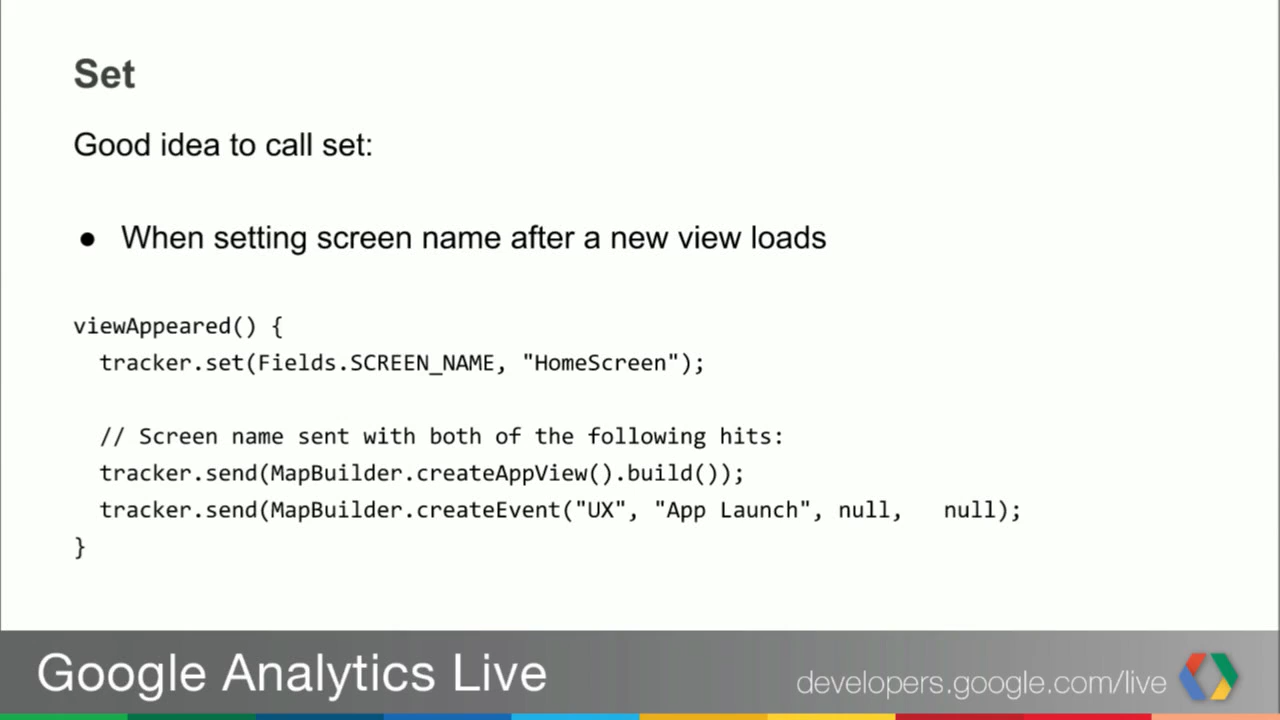 Set
Good idea to call set:
● When setting screen name after a new view loads
viewAppeared() {
tracker.set(Fields.SCREEN_NAME, "HomeScreen");
// Screen name sent with both of the following hits:
tracker.send(MapBuilder.createAppView().build());
tracker.send(MapBuilder.createEvent("UX", "App Launch", null,   null);
}
Google Analytics Live
developers.google.com/live